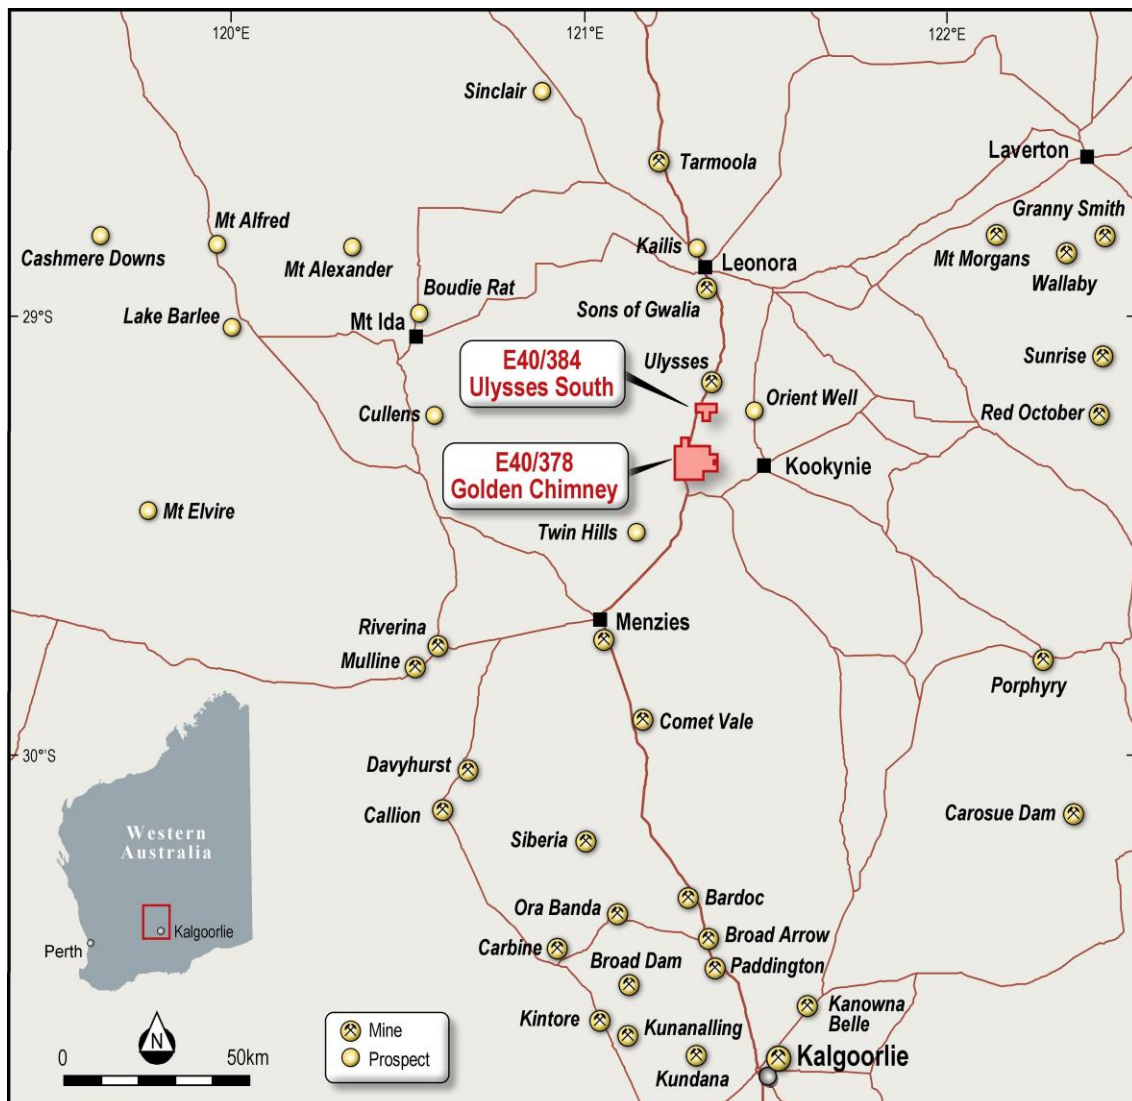 120°E
121°E
122°E
Sinclair
Tarmoola
Laverton
Granny Smith
Mt Alfred
Cashmere Downs
Mt Alexander
Kailis
Leonora
Mt Morgans
Wallaby
Boudie Rat
Sons of Gwalia
29°S
Lake Barlee
Mt Ida
Ulysses
Sunrise
E40/384
Ulysses South
Orient Well
Red October
Cullens
E40/378
Golden Chimney
Kookynie
Mt Elvire
Twin Hills
Menzies
Riverina
Mulline
Porphyry
Comet Vale
30°S
Davyhurst
Callion
Carosue Dam
Siberia
Western
Australia
Bardoc
Ora Banda
Broad Arrow
Carbine
Broad Dam
Paddington
Kalgoorlie
Perth
Kanowna
Belle
Kintore
Kunanalling
Kundana
Kalgoorlie
N
0
50km
Mine
Prospect